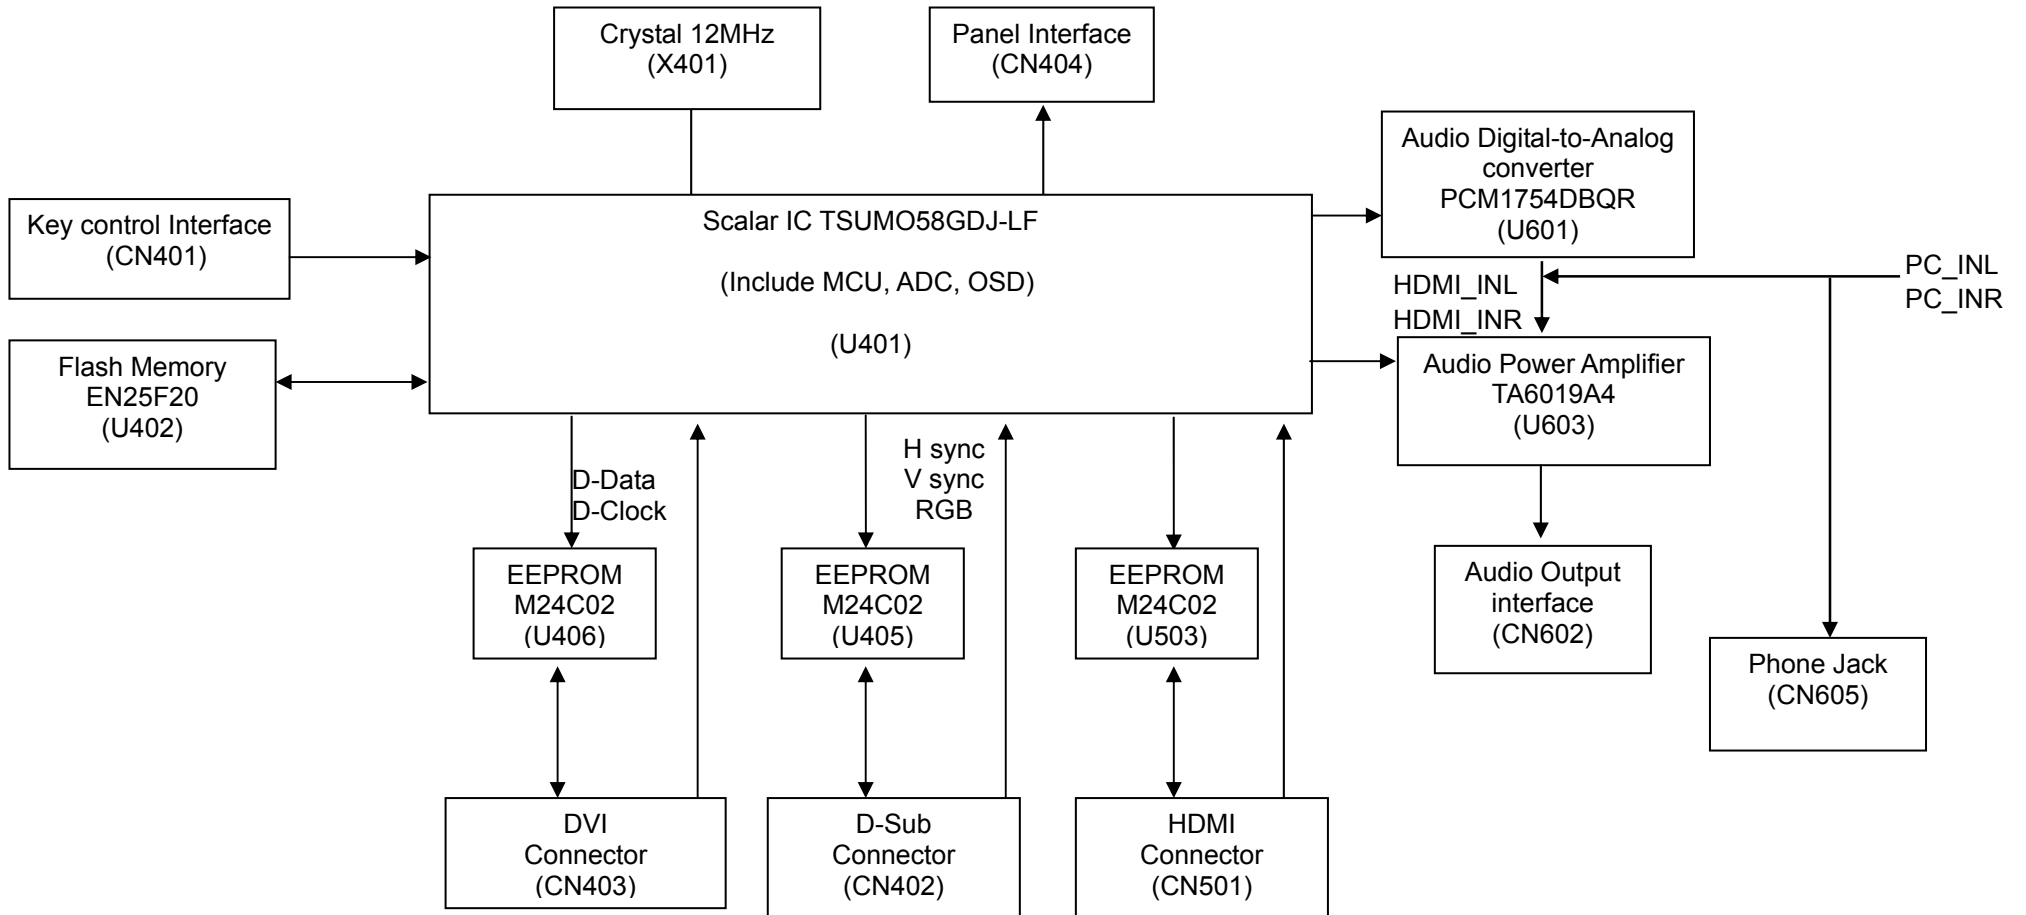 Crystal 12MHz
(X401)
Panel Interface
(CN404)
Audio Digital-to-Analog
converter
PCM1754DBQR
(U601)
Key control Interface
(CN401)
Scalar IC TSUMO58GDJ-LF
(Include MCU, ADC, OSD)
(U401)
HDMI_INL
HDMI_INR
PC_INL
PC_INR
Flash Memory
EN25F20
(U402)
Audio Power Amplifier
TA6019A4
(U603)
D-Data
D-Clock
H sync
V sync
RGB
EEPROM
M24C02
(U406)
EEPROM
M24C02
(U405)
EEPROM
M24C02
(U503)
Audio Output
interface
(CN602)
Phone Jack
(CN605)
DVI
Connector
(CN403)
D-Sub
Connector
(CN402)
HDMI
Connector
(CN501)